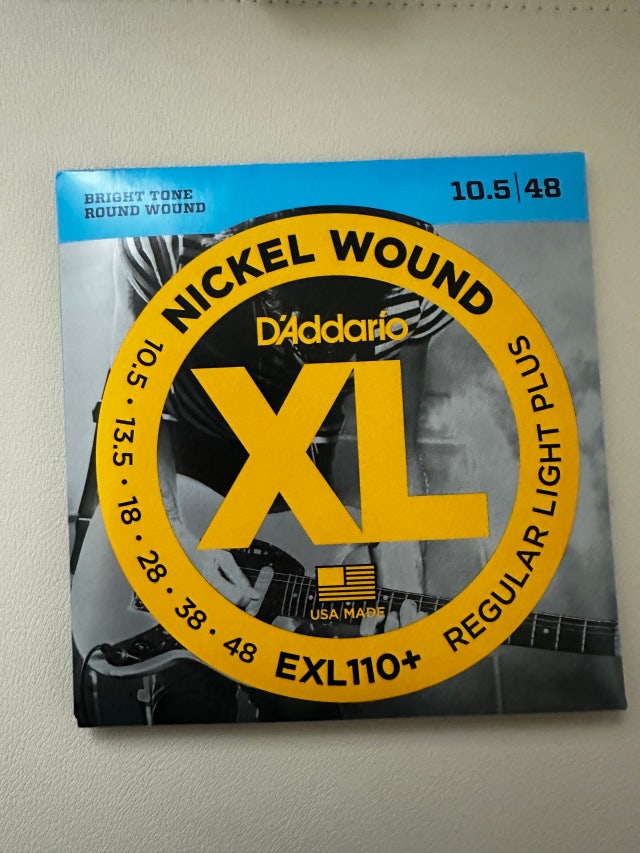 BRIGHT TONE
ROUND WOUND
10.5|48
NICKEL WOUND
D'Addario
XL
USA MADE
10.5 • 13.5 • 18 • 28 • 38 • 48
EXL110+
REGULAR LIGHT PLUS